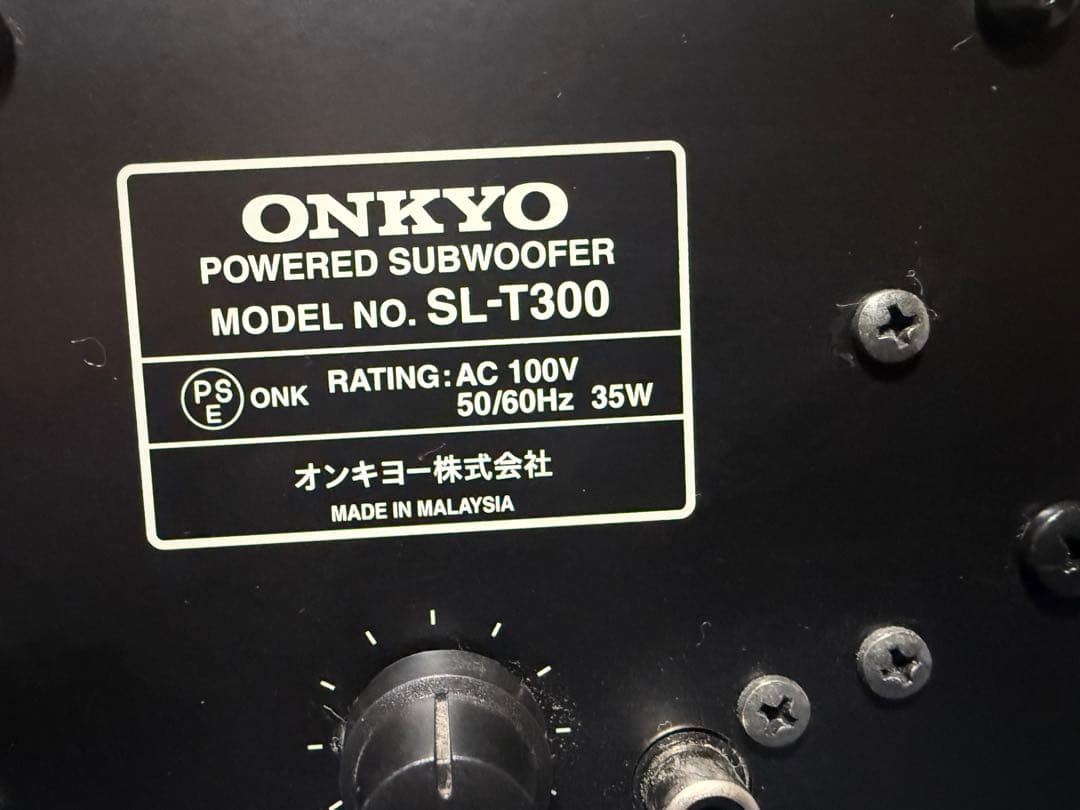 ONKYO
POWERED SUBWOOFER
MODEL NO. SL-T300
PSE ONK RATING: AC 100V
50/60Hz 35W
オンキヨー株式会社
MADE IN MALAYSIA